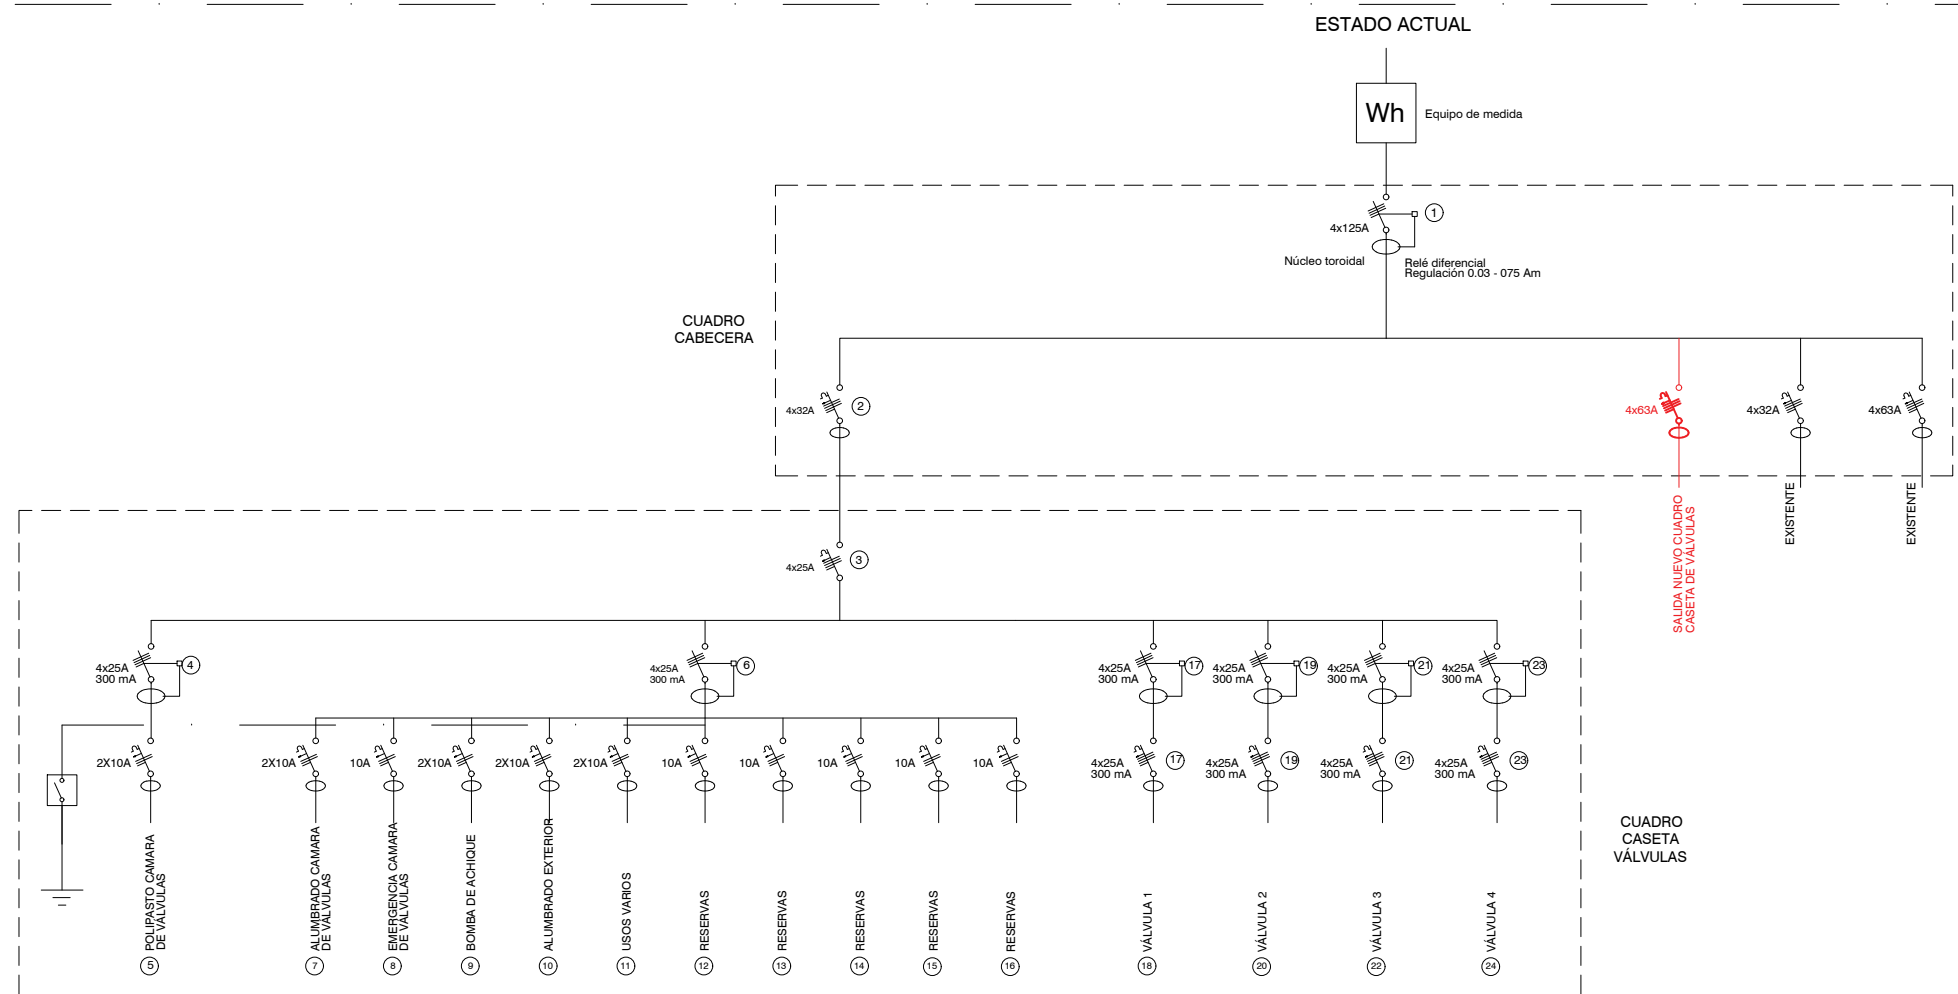 ESTADO ACTUAL
Wh
Equipo de medida
1
4x125A
Núcleo toroidal
Relé diferencial
Regulación 0.03 - 075 Am
CUADRO
CABECERA
4x32A
2
4x63A
4x32A
4x63A
SALIDA NUEVO CUADRO
CASETA DE VÁLVULAS
EXISTENTE
EXISTENTE
4x25A
3
4x25A
300 mA
4
4x25A
300 mA
6
4x25A
300 mA
17
4x25A
300 mA
19
4x25A
300 mA
21
4x25A
300 mA
23
2X10A
2X10A
10A
2X10A
2X10A
2X10A
10A
10A
10A
10A
10A
4x25A
300 mA
17
4x25A
300 mA
19
4x25A
300 mA
21
4x25A
300 mA
23
CUADRO
CASETA
VÁLVULAS
POLIPASTO CAMARA
DE VÁLVULAS
ALUMBRADO CAMARA
DE VÁLVULAS
EMERGENCIA CAMARA
DE VÁLVULAS
BOMBA DE ACHIQUE
ALUMBRADO EXTERIOR
USOS VARIOS
RESERVAS
RESERVAS
RESERVAS
RESERVAS
RESERVAS
VÁLVULA 1
VÁLVULA 2
VÁLVULA 3
VÁLVULA 4
5
7
8
9
10
11
12
13
14
15
16
18
20
22
24